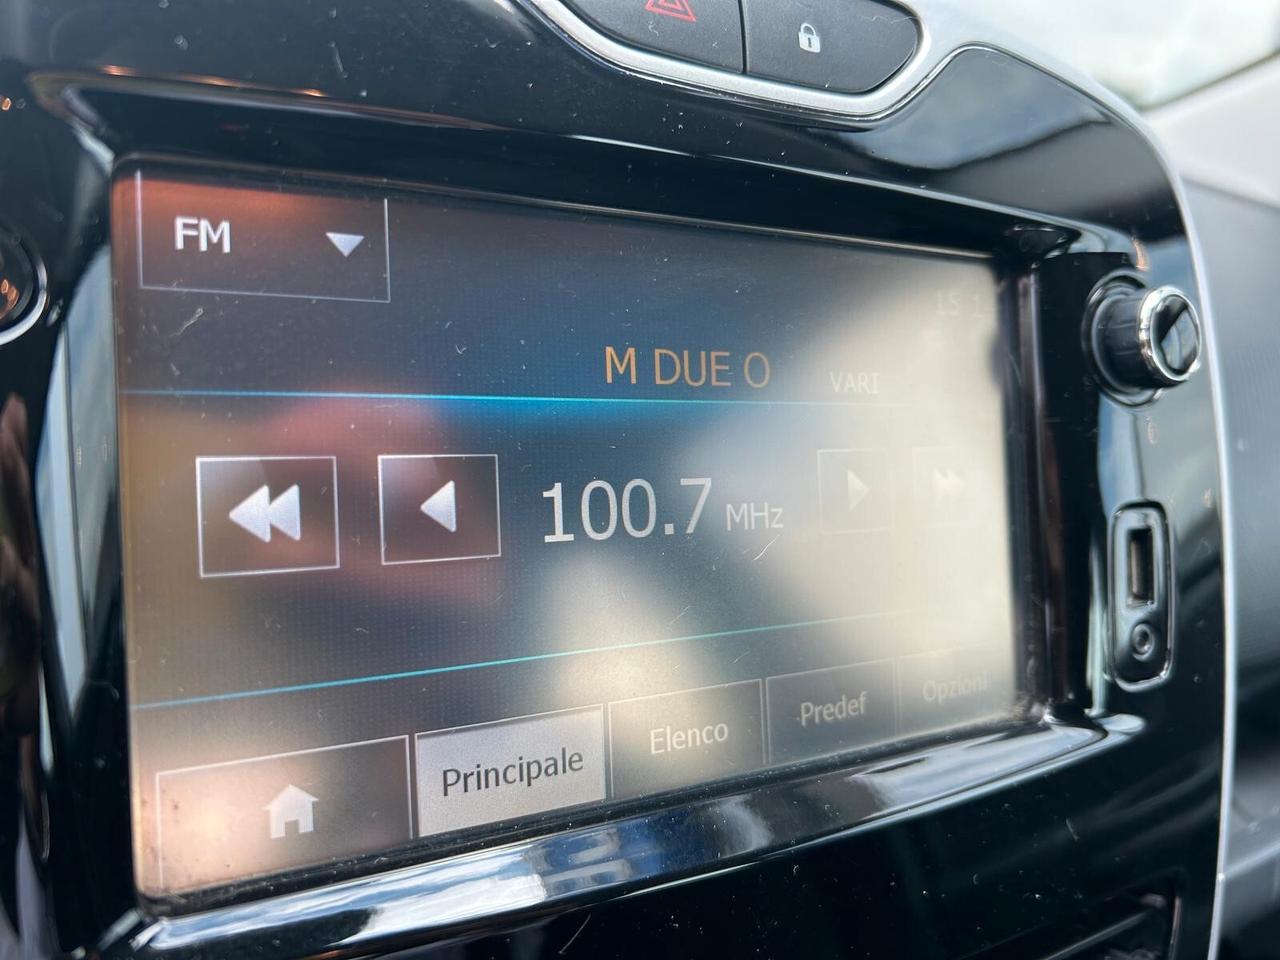 FM
M DUE O
VARI
100.7 MHz
Principale
Elenco
Predef
Opzioni